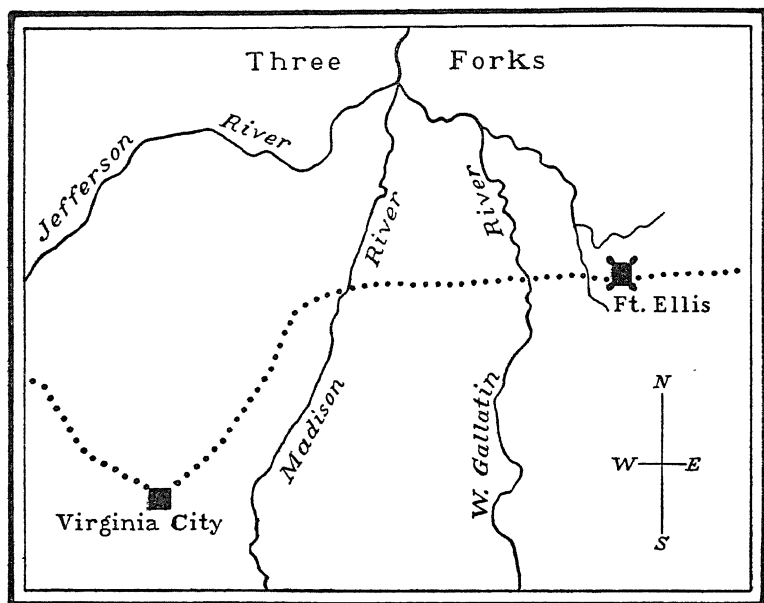 Three Forks
Jefferson River
Madison River
W. Gallatin River
Ft. Ellis
Virginia City
N
W E
S